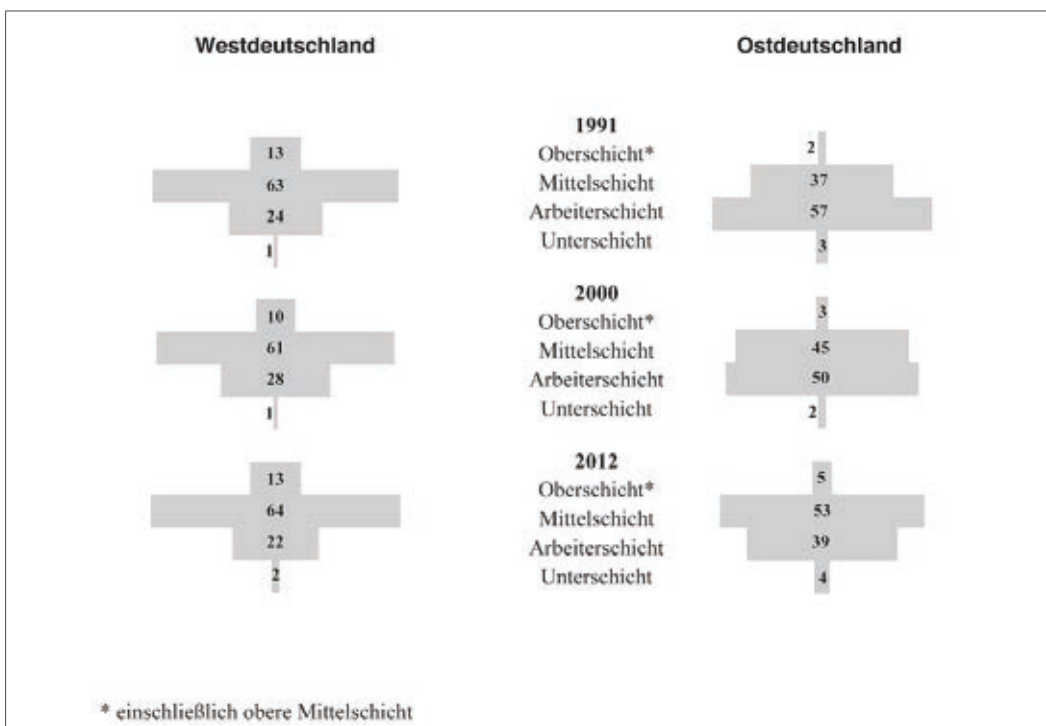 Westdeutschland
Ostdeutschland
1991
13
Oberschicht*
2
63
Mittelschicht
37
24
Arbeiterschicht
57
1
Unterschicht
3
2000
10
Oberschicht*
3
61
Mittelschicht
45
28
Arbeiterschicht
50
1
Unterschicht
2
2012
13
Oberschicht*
5
64
Mittelschicht
53
22
Arbeiterschicht
39
2
Unterschicht
4
* einschließlich obere Mittelschicht